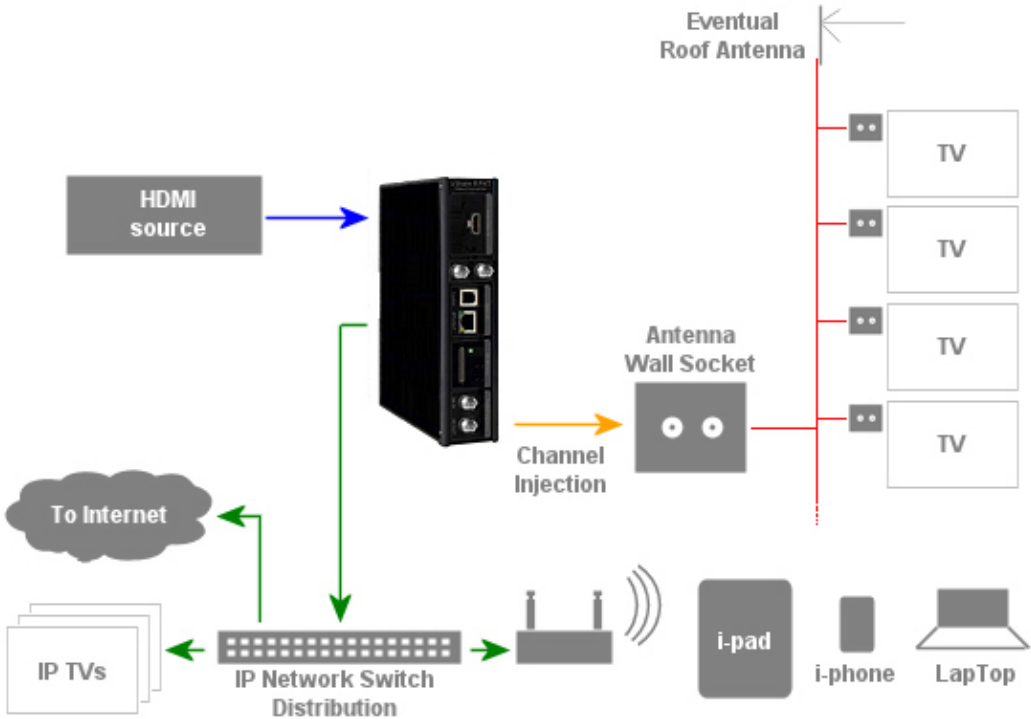 Eventual
Roof Antenna
TV
HDMI
source
TV
Antenna
Wall Socket
TV
TV
Channel
Injection
To Internet
i-pad
IP TVs
IP Network Switch
Distribution
i-phone
LapTop